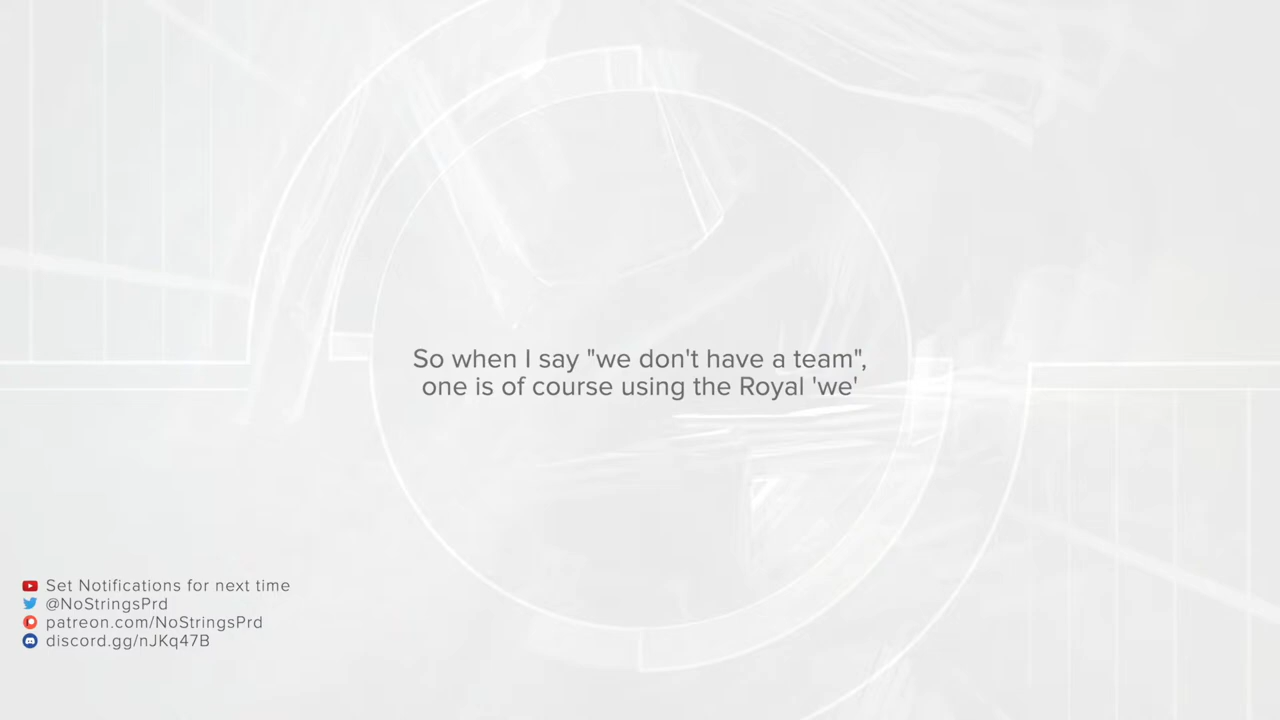 So when I say "we don't have a team",
one is of course using the Royal 'we'
Set Notifications for next time
@NoStringsPrd
patreon.com/NoStringsPrd
discord.gg/nJKq47B